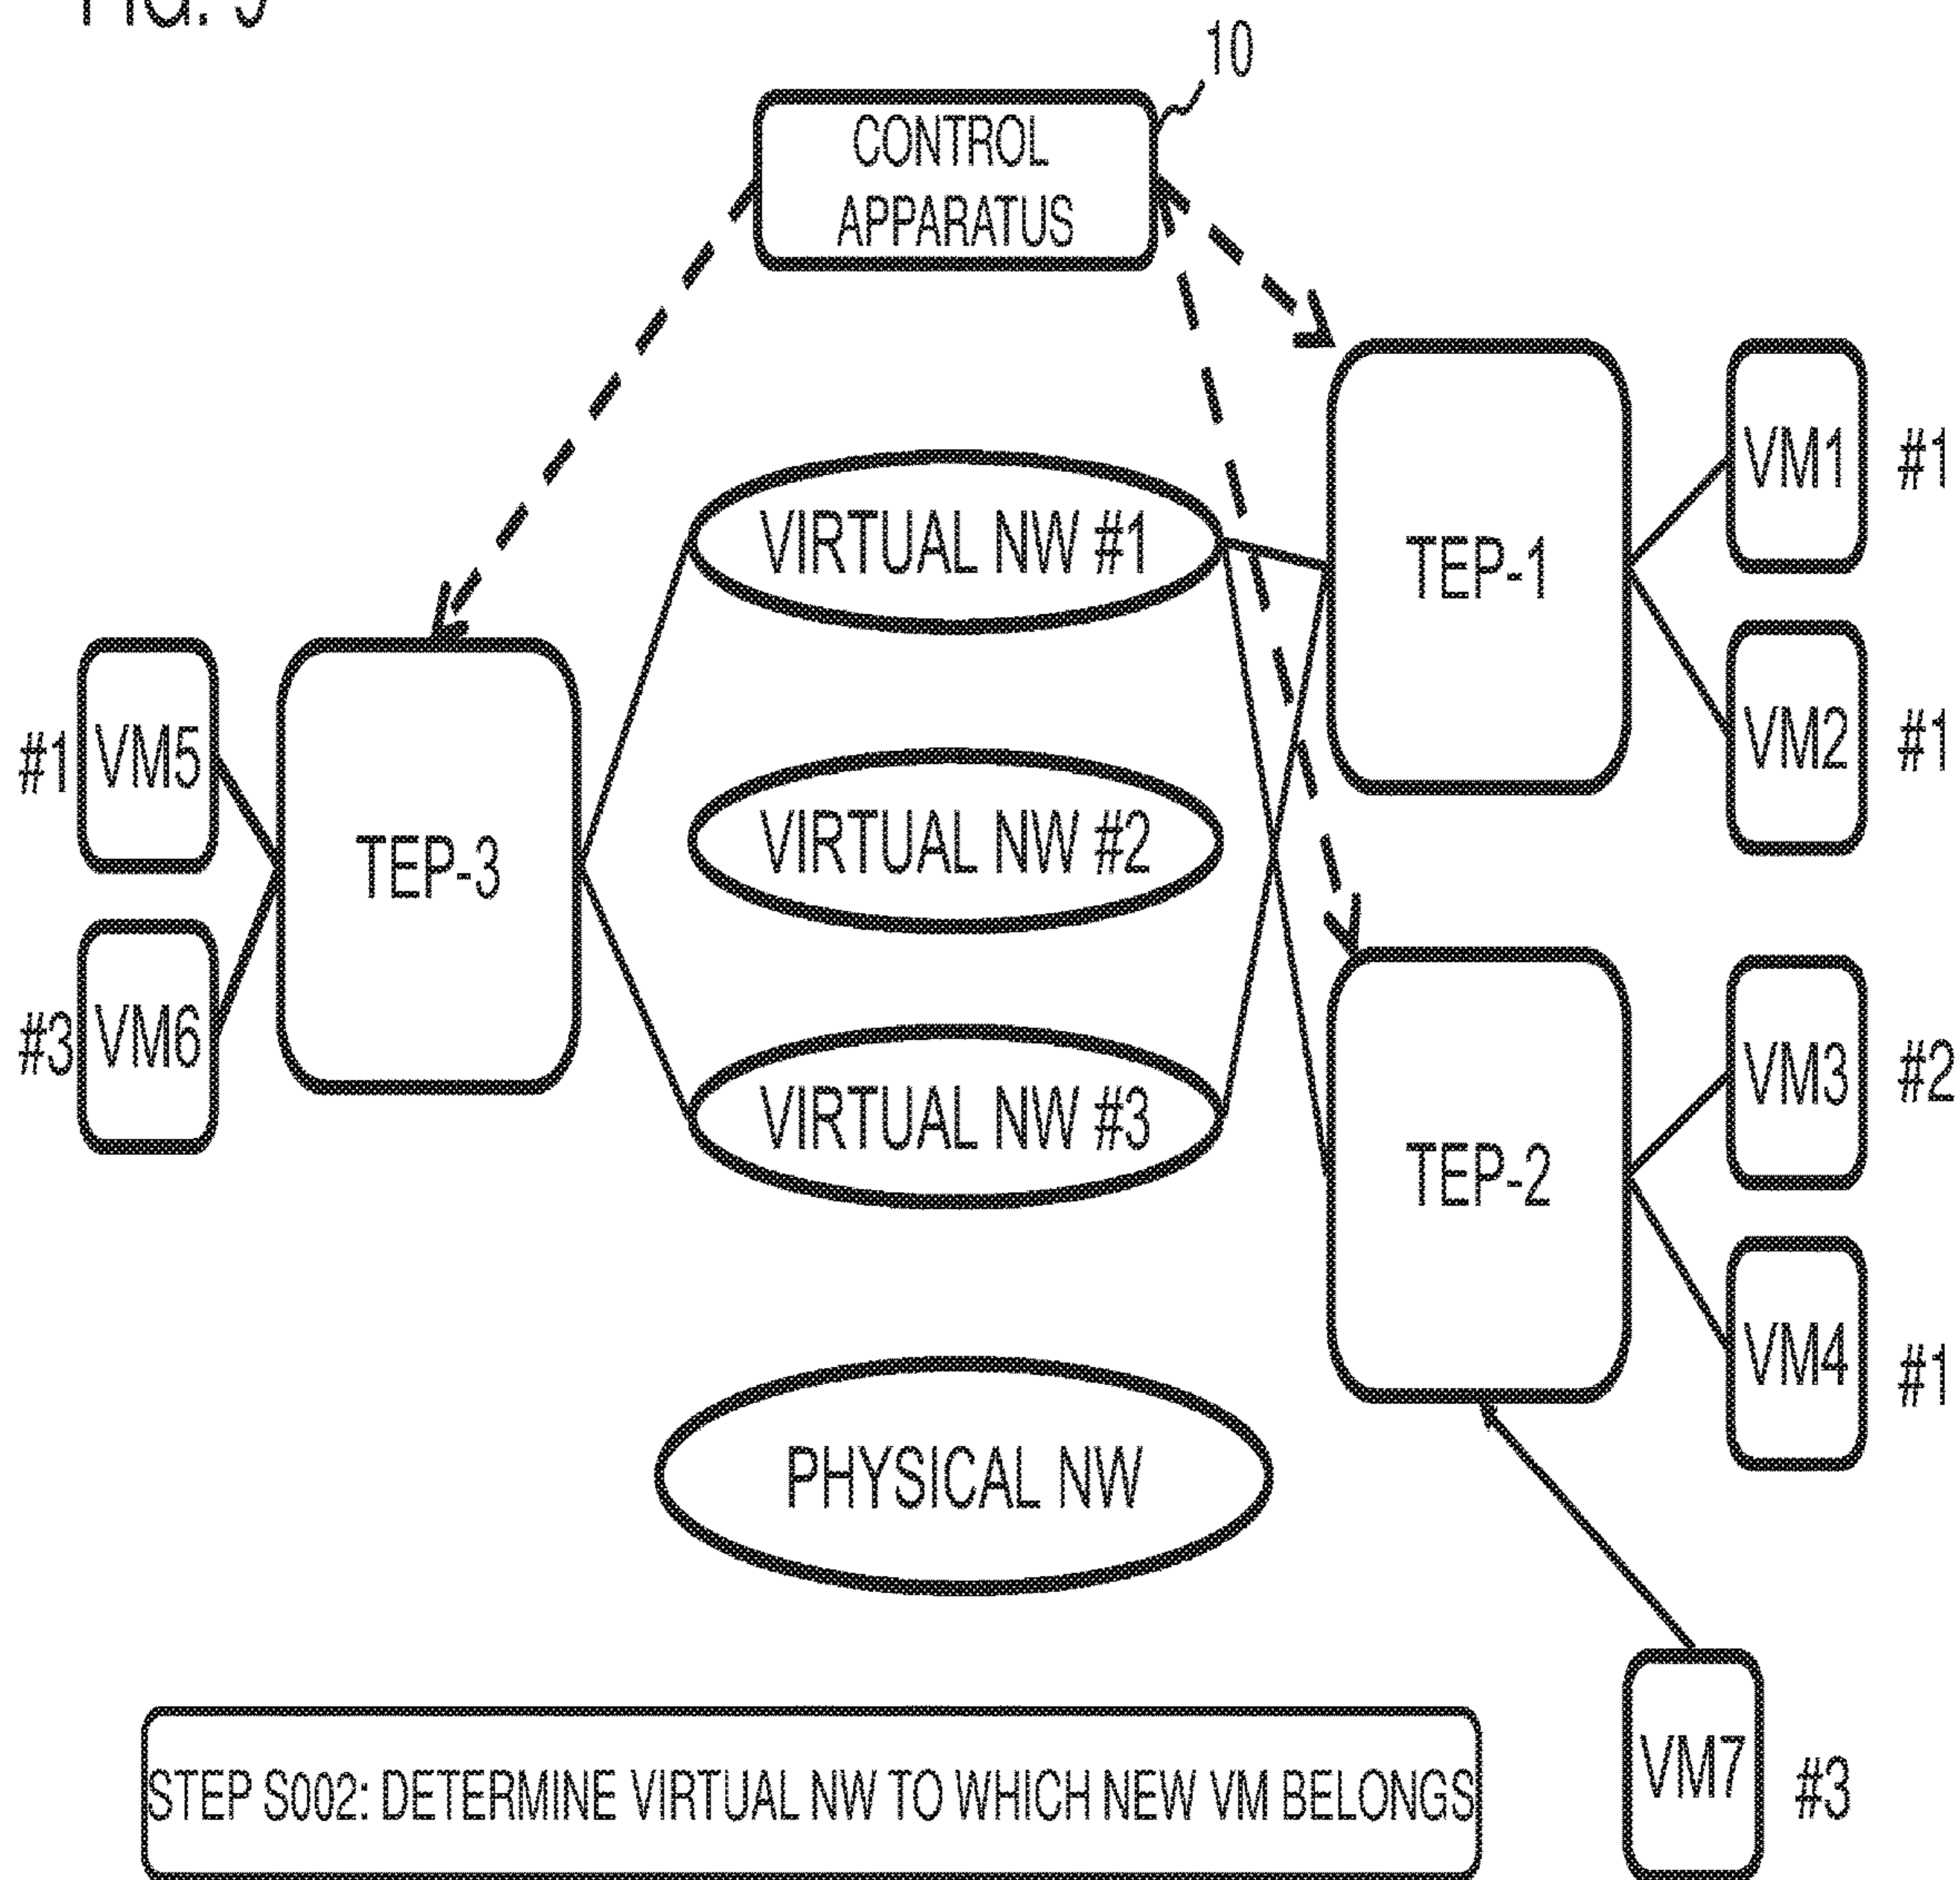 10
CONTROL
APPARATUS
VIRTUAL NW #1
TEP-1
VM1 #1
VM2 #1
#1 VM5
TEP-3
VIRTUAL NW #2
#3 VM6
VIRTUAL NW #3
TEP-2
VM3 #2
VM4 #1
PHYSICAL NW
VM7 #3
STEP S002: DETERMINE VIRTUAL NW TO WHICH NEW VM BELONGS